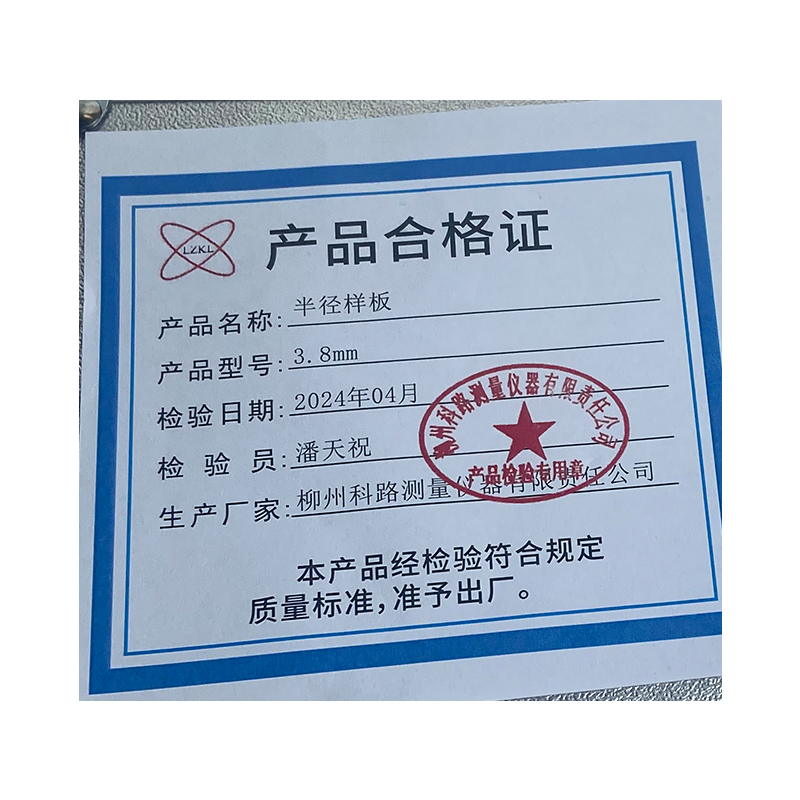 LZKL
产品合格证
产品名称: 半径样板
产品型号: 3.8mm
检验日期: 2024年04月
检验员: 潘天祝
生产厂家: 柳州科路测量仪器有限责任公司
柳州科路测量仪器有限责任公司
产品检验专用章
本产品经检验符合规定
质量标准,准予出厂。